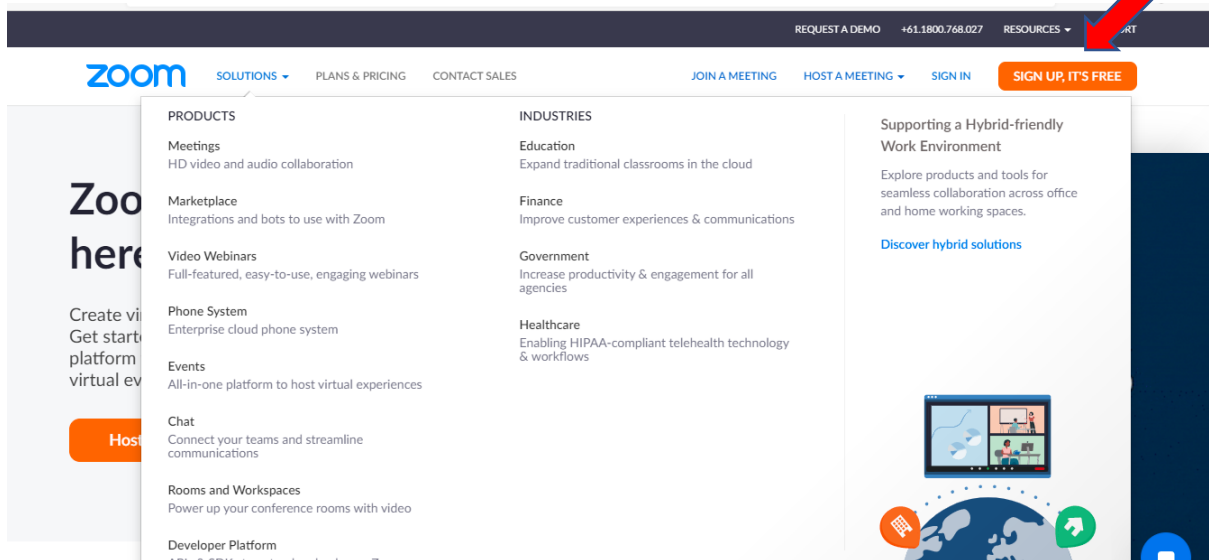 REQUEST A DEMO +61.1800.768.027 RESOURCES
zoom SOLUTIONS PLANS & PRICING CONTACT SALES JOIN A MEETING HOST A MEETING SIGN IN SIGN UP, IT'S FREE
PRODUCTS
Meetings
HD video and audio collaboration
Marketplace
Integrations and bots to use with Zoom
Video Webinars
Full-featured, easy-to-use, engaging webinars
Phone System
Enterprise cloud phone system
Events
All-in-one platform to host virtual experiences
Chat
Connect your teams and streamline
communications
Rooms and Workspaces
Power up your conference rooms with video
Developer Platform
INDUSTRIES
Education
Expand traditional classrooms in the cloud
Finance
Improve customer experiences & communications
Government
Increase productivity & engagement for all
agencies
Healthcare
Enabling HIPAA-compliant telehealth technology
& workflows
Supporting a Hybrid-friendly
Work Environment
Explore products and tools for
seamless collaboration across office
and home working spaces.
Discover hybrid solutions
Zoo
here
Create vi
Get start
platform
virtual ev
Host